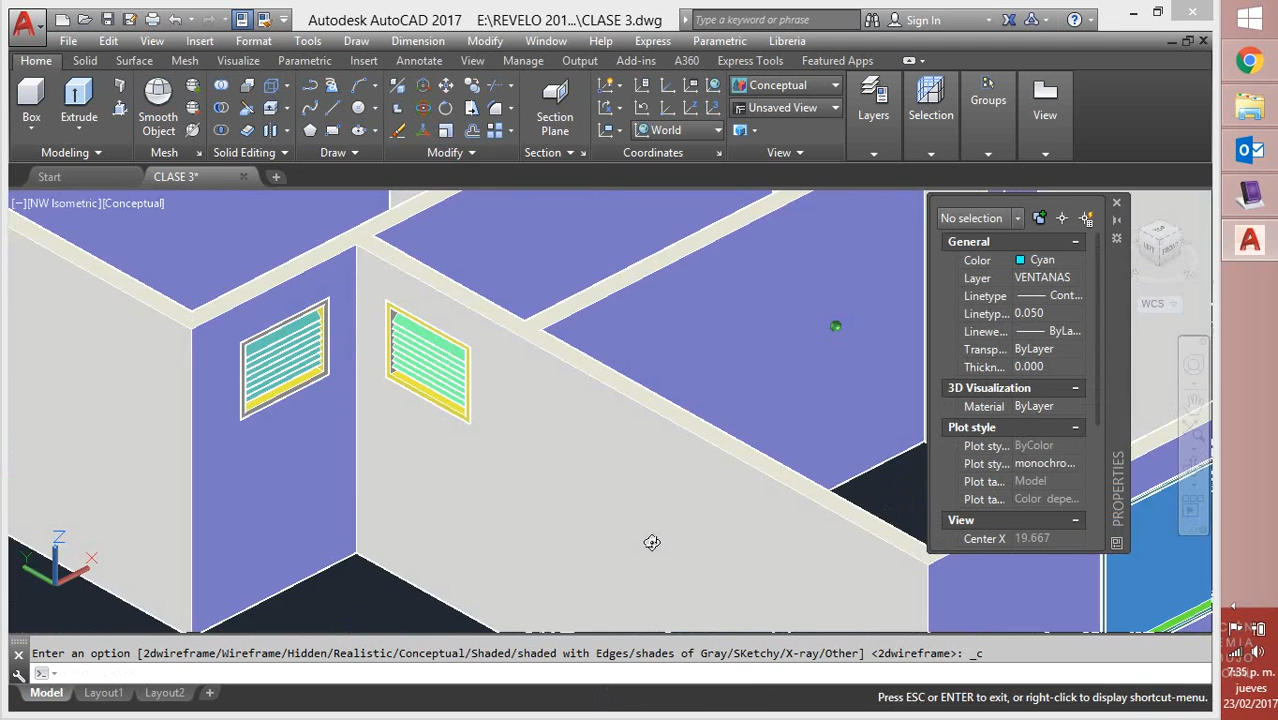 Autodesk AutoCAD 2017 E:\REVELO 201...\CLASE 3.dwg
Type a keyword or phrase
Sign In
File Edit View Insert Format Tools Draw Dimension Modify Window Help Express Parametric Libreria
Home Solid Surface Mesh Visualize Parametric Insert Annotate View Manage Output Add-ins A360 Express Tools Featured Apps
Box
Extrude
Smooth
Object
Section
Plane
Conceptual
Unsaved View
World
Layers
Selection
Groups
View
Modeling Mesh Solid Editing Draw Modify Section Coordinates View
Start
CLASE 3*
[−][NW Isometric][Conceptual]
No selection
General
Color Cyan
Layer VENTANAS
Linetype Cont...
Linetyp... 0.050
Linewe... ByLa...
Transp... ByLayer
Thickn... 0.000
3D Visualization
Material ByLayer
Plot style
Plot sty... ByColor
Plot sty... monochro...
Plot ta... Model
Plot ta... Color depe...
View
Center X 19.667
PROPERTIES
LEFT
FRONT
WCS
Z
Y
X
Enter an option [2dwireframe/Wireframe/Hidden/Realistic/Conceptual/Shaded/shaded with Edges/shades of Gray/SKetchy/X-ray/Other] <2dwireframe>: _c
Model Layout1 Layout2
Press ESC or ENTER to exit, or right-click to display shortcut-menu.
7:35 p. m.
jueves
23/02/2017